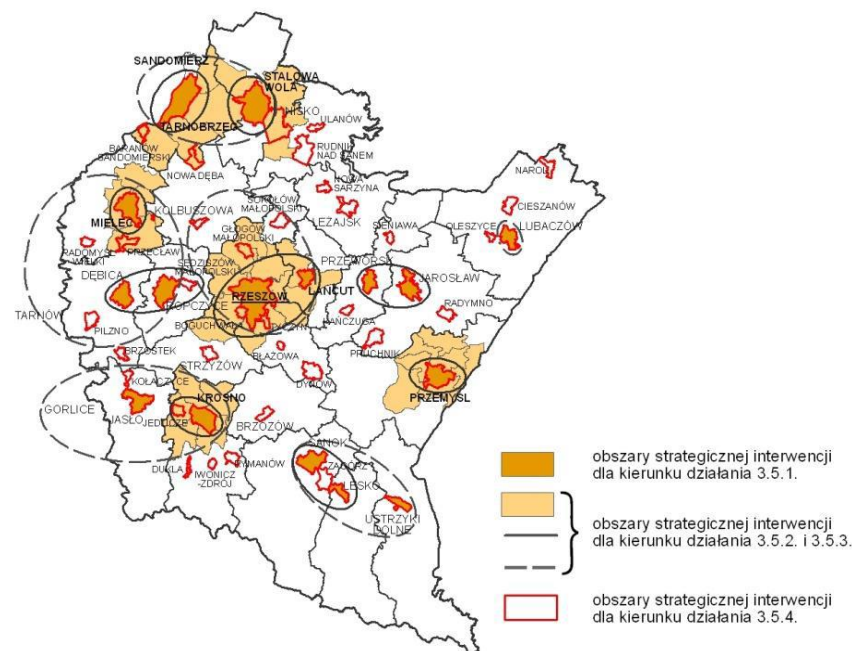 SANDOMIERZ
STALOWA
WOLA
TARNOBRZEG
NISKO
ULANÓW
BARANÓW
SANDOMIERSKI
RUDNIK
NAD SANEM
NOWA DĘBA
NOWA
SARZYNA
NAROL
CIESZANÓW
MIELEC
KOLBUSZOWA
SOKOŁÓW
MAŁOPOLSKI
LEŻAJSK
OLESZYCE
LUBACZÓW
SIENIAWA
GŁOGÓW
MAŁOPOLSKI
RADOMYŚL
WIELKI
PRZECŁAW
SĘDZISZÓW
MAŁOPOLSKI
PRZEWORSK
DĘBICA
JAROSŁAW
RZESZÓW
ŁAŃCUT
ROPCZYCE
RADYMNO
TARNÓW
PILZNO
BOGUCHWAŁA
TYCZYN
KAŃCZUGA
BRZOSTEK
STRZYŻÓW
BŁAŻOWA
PRUCHNIK
KOŁACZYCE
DYNÓW
GORLICE
JASŁO
JEDLICZE
KROSNO
BRZOZÓW
PRZEMYŚL
DUKLA
IWONICZ
-ZDRÓJ
RYMANÓW
SANOK
ZAGÓRZ
LESKO
USTRZYKI
DOLNE
obszary strategicznej interwencji
dla kierunku działania 3.5.1.
obszary strategicznej interwencji
dla kierunku działania 3.5.2. i 3.5.3.
obszary strategicznej interwencji
dla kierunku działania 3.5.4.